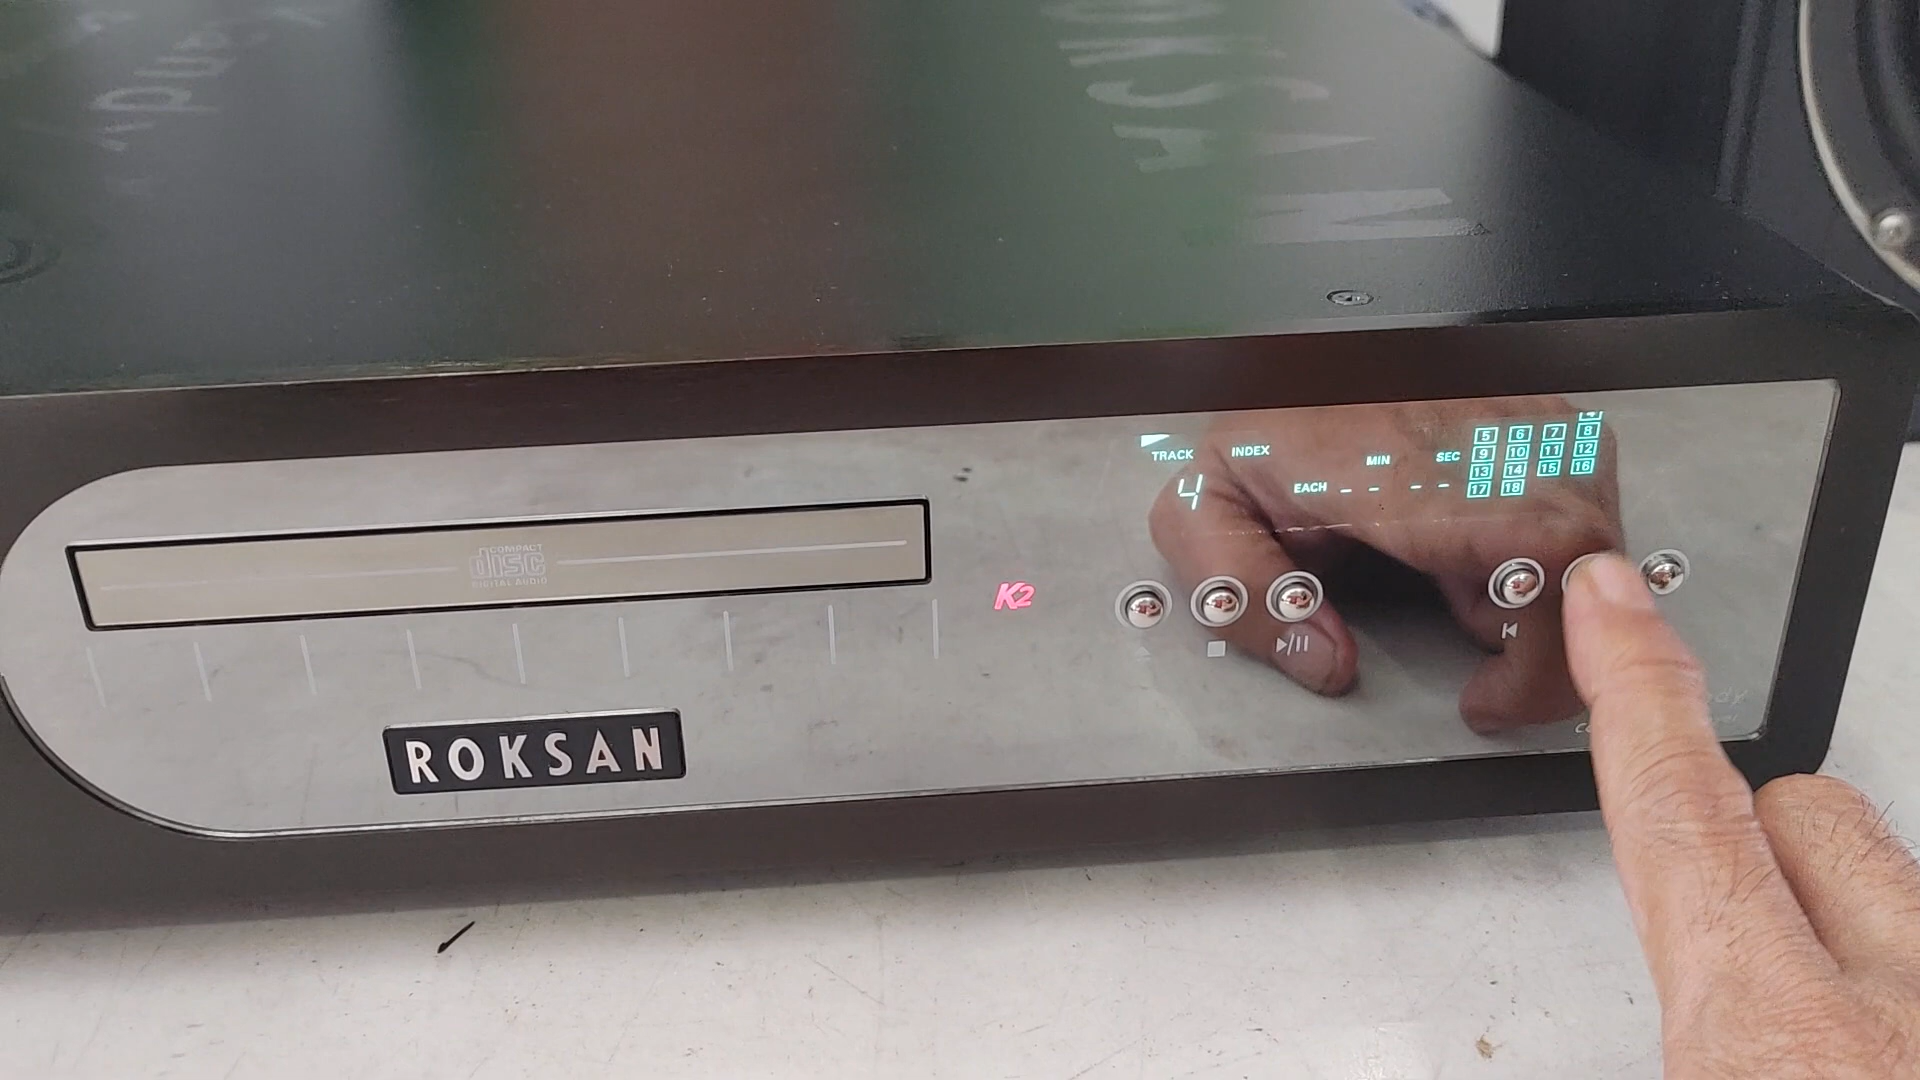 TRACK INDEX MIN SEC
4 EACH -- --
4
5 6 7 8
9 10 11 12
13 14 15 16
17 18
COMPACT
disc
DIGITAL AUDIO
K2
ROKSAN